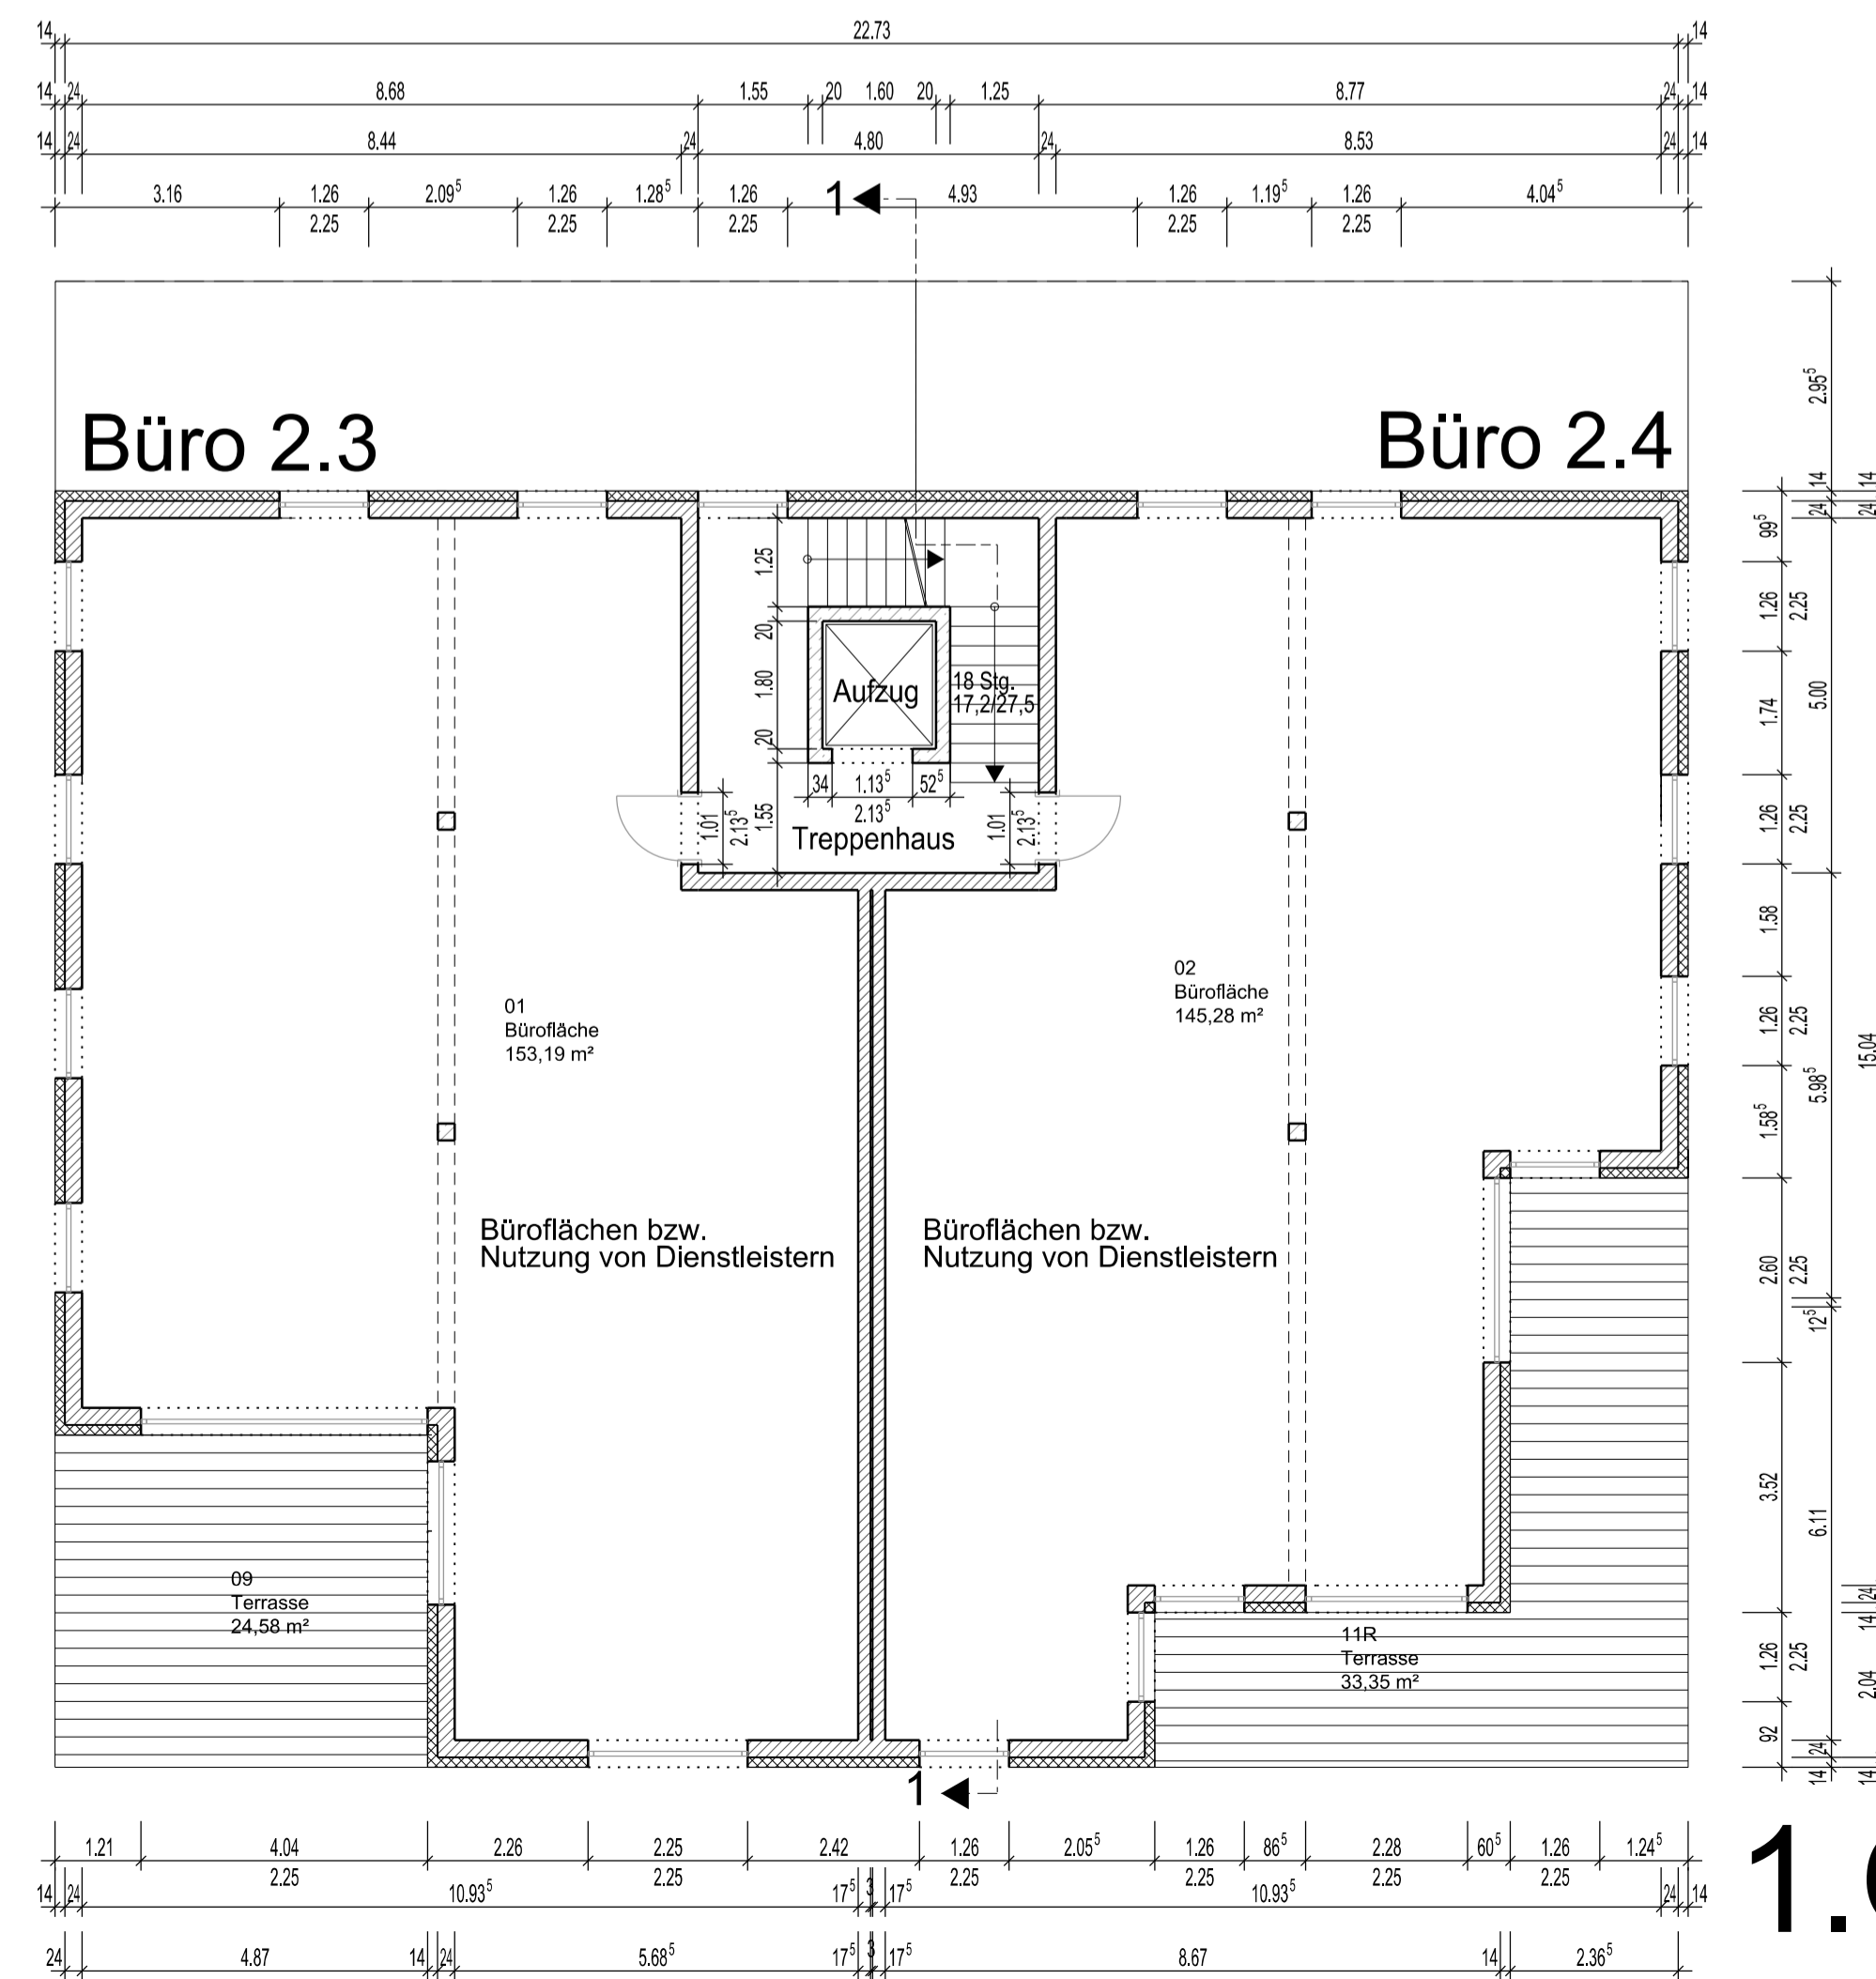 14 22.73 14
14 24 8.68 1.55 20 1.60 20 1.25 8.77 24 14
14 24 8.44 24 4.80 24 8.53 24 14
3.16 1.26 2.09⁵ 1.26 1.28⁵ 1.26 1 4.93 1.26 1.19⁵ 1.26 4.04⁵
2.25 2.25 2.25 2.25 2.25
Büro 2.3
Büro 2.4
1.25
20
1.80
20
1.55
Aufzug
18 Stg.
17,2/27,5
34 1.13⁵ 52⁵
2.13⁵
1.01
2.13⁵
1.01
2.13⁵
Treppenhaus
01
Bürofläche
153,19 m²
02
Bürofläche
145,28 m²
Büroflächen bzw.
Nutzung von Dienstleistern
Büroflächen bzw.
Nutzung von Dienstleistern
09
Terrasse
24,58 m²
11R
Terrasse
33,35 m²
1
99⁵ 1.26 1.74 1.26 1.58 1.26 1.58⁵ 2.60 3.52 1.26 92
2.25 2.25 2.25 2.25 2.25
2.95⁵ 14 24 5.00 5.98⁵ 12⁵ 6.11 24 14
14 24 15.04 24 14 2.04 14
1.21 4.04 2.26 2.25 2.42 1.26 2.05⁵ 1.26 86⁵ 2.28 60⁵ 1.26 1.24⁵
2.25 2.25 2.25 2.25 2.25 2.25
14 24 10.93⁵ 17⁵ 3 17⁵ 10.93⁵ 24 14
24 4.87 14 24 5.68⁵ 17⁵ 3 17⁵ 8.67 14 2.36⁵
1.